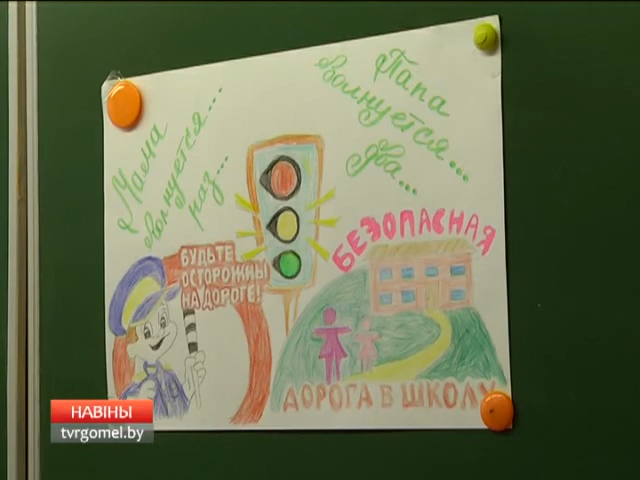 Мама
волнуется...
раз...
Папа
волнуется...
два...
БУДЬТЕ
ОСТОРОЖНЫ
НА ДОРОГЕ!
БЕЗОПАСНАЯ
ДОРОГА В ШКОЛУ
НАВІНЫ
tvrgomel.by